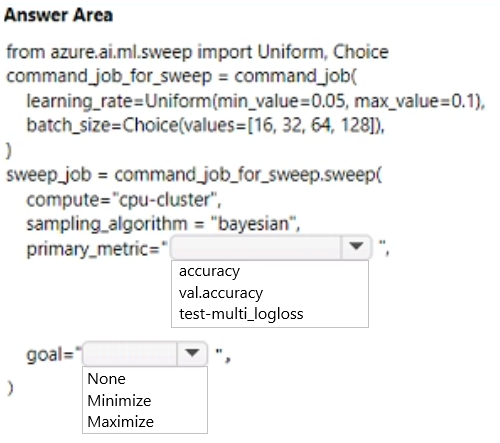 Answer Area
from azure.ai.ml.sweep import Uniform, Choice
command_job_for_sweep = command_job(
learning_rate=Uniform(min_value=0.05, max_value=0.1),
batch_size=Choice(values=[16, 32, 64, 128]),
)
sweep_job = command_job_for_sweep.sweep(
compute="cpu-cluster",
sampling_algorithm = "bayesian",
primary_metric=" ",
accuracy
val.accuracy
test-multi_logloss
goal=" ",
None
Minimize
Maximize
)